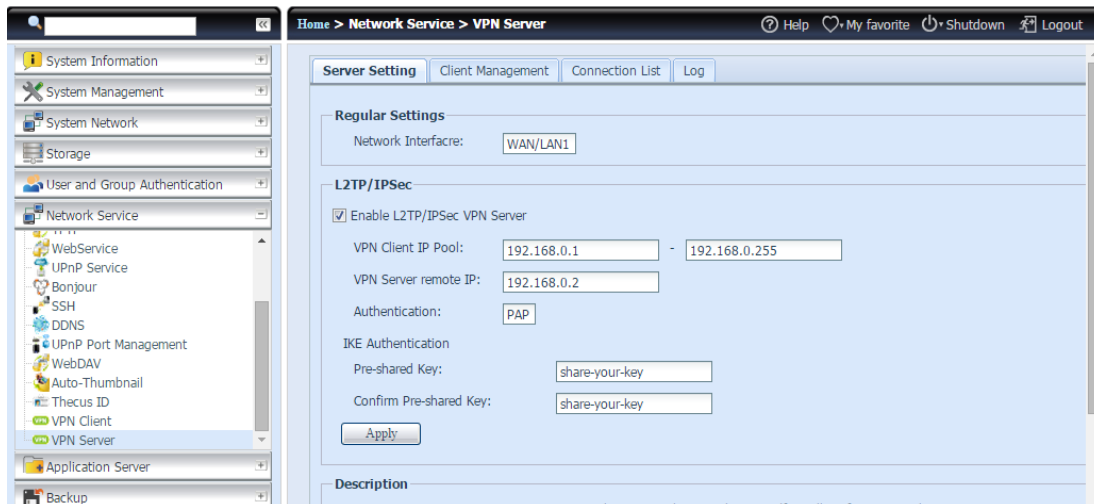 Home > Network Service > VPN Server
Help
My favorite
Shutdown
Logout
System Information
System Management
System Network
Storage
User and Group Authentication
Network Service
WebService
UPnP Service
Bonjour
SSH
DDNS
UPnP Port Management
WebDAV
Auto-Thumbnail
Thecus ID
VPN VPN Client
VPN VPN Server
Application Server
Backup
Server Setting
Client Management
Connection List
Log
Regular Settings
Network Interfacre: WAN/LAN1
L2TP/IPSec
Enable L2TP/IPSec VPN Server
VPN Client IP Pool: 192.168.0.1 - 192.168.0.255
VPN Server remote IP: 192.168.0.2
Authentication: PAP
IKE Authentication
Pre-shared Key: share-your-key
Confirm Pre-shared Key: share-your-key
Apply
Description